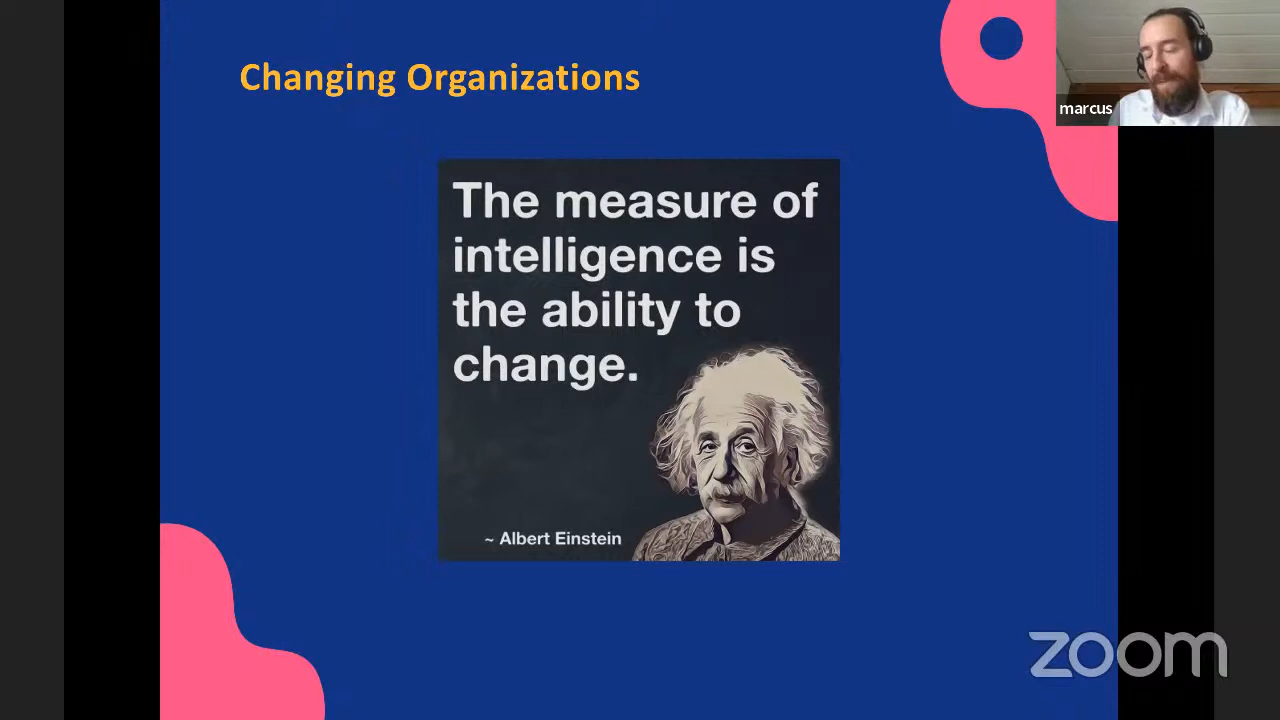 Changing Organizations
marcus
The measure of
intelligence is
the ability to
change.
~ Albert Einstein
zoom